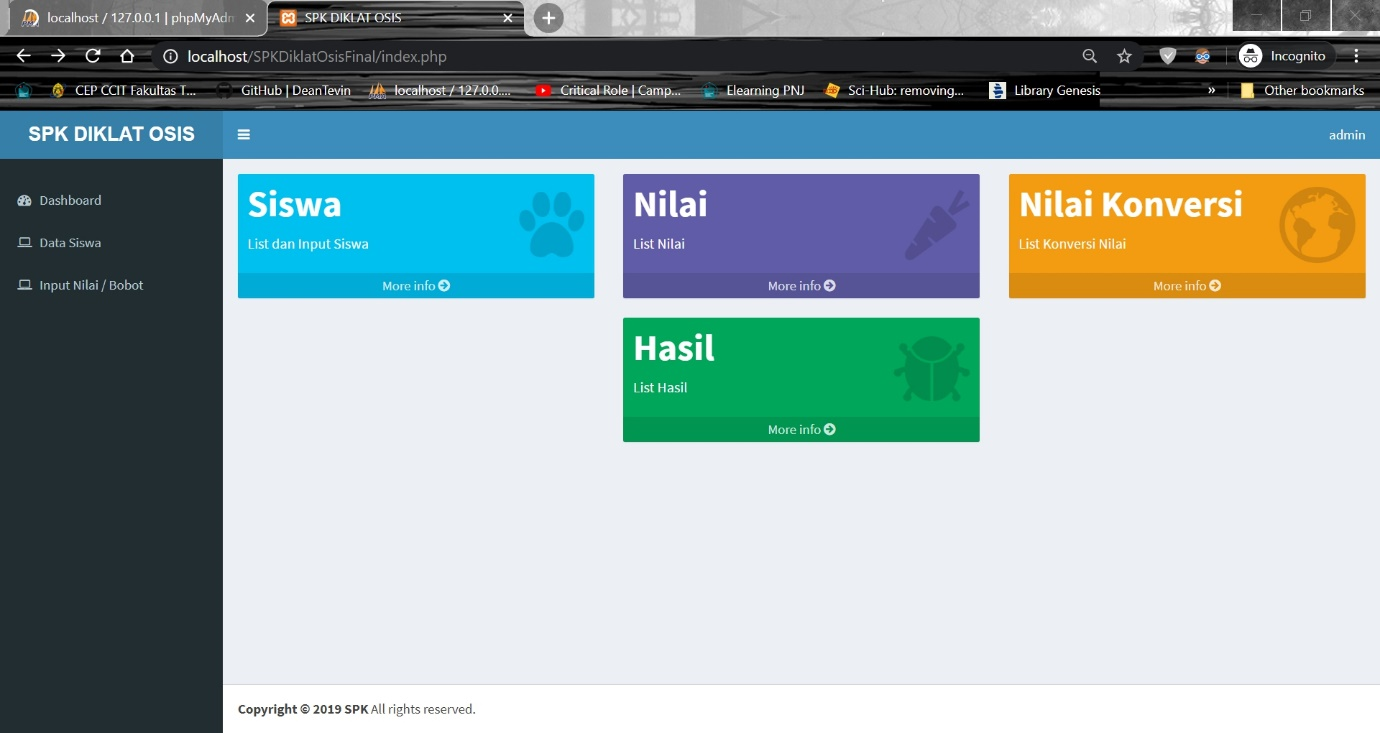 localhost / 127.0.0.1 | phpMyAdm
SPK DIKLAT OSIS
localhost/SPKDiklatOsisFinal/index.php
Incognito
CEP CCIT Fakultas T...
GitHub | DeanTevin
localhost / 127.0.0....
Critical Role | Camp...
Elearning PNJ
Sci-Hub: removing...
Library Genesis
»
Other bookmarks
SPK DIKLAT OSIS
admin
Dashboard
Data Siswa
Input Nilai / Bobot
Siswa
List dan Input Siswa
More info
Nilai
List Nilai
More info
Nilai Konversi
List Konversi Nilai
More info
Hasil
List Hasil
More info
Copyright © 2019 SPK All rights reserved.